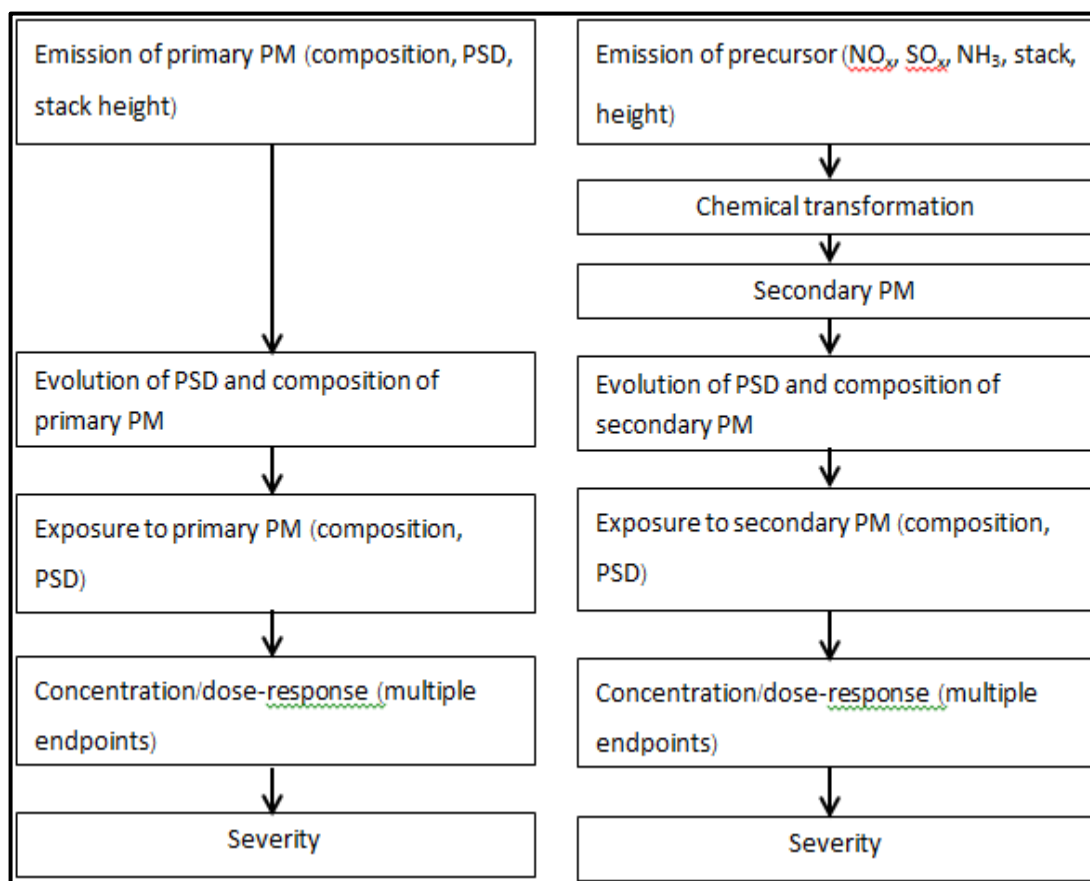 Emission of primary PM (composition, PSD,
stack height)
Evolution of PSD and composition of
primary PM
Exposure to primary PM (composition,
PSD)
Concentration/dose-response (multiple
endpoints)
Severity
Emission of precursor (NOₓ, SOₓ, NH₃, stack,
height)
Chemical transformation
Secondary PM
Evolution of PSD and composition of
secondary PM
Exposure to secondary PM (composition,
PSD)
Concentration/dose-response (multiple
endpoints)
Severity